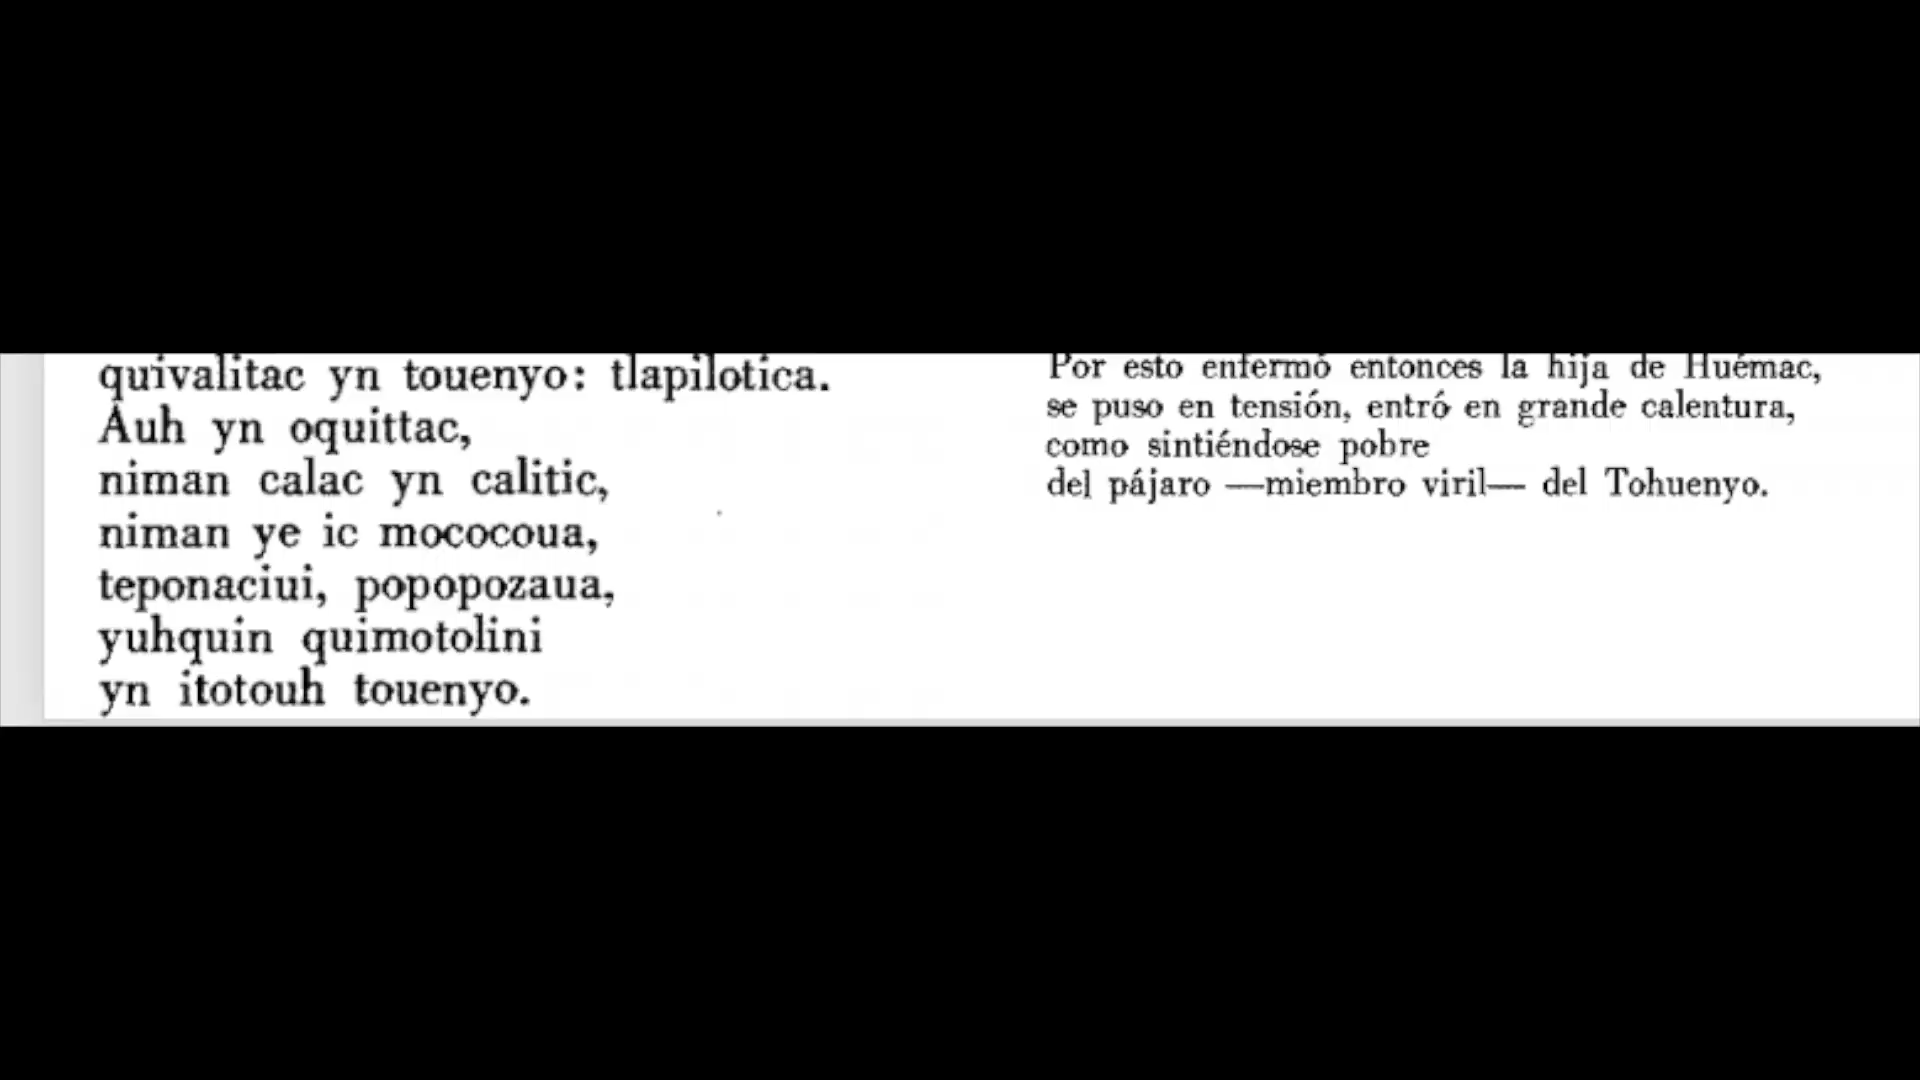 quivalitac yn touenyo: tlapilotica.
Auh yn oquittac,
niman calac yn calitic,
niman ye ic mococoua,
teponaciui, popopozaua,
yuhquin quimotolini
yn itotouh touenyo.
Por esto enfermó entonces la hija de Huémac,
se puso en tensión, entró en grande calentura,
como sintiéndose pobre
del pájaro —miembro viril— del Tohuenyo.